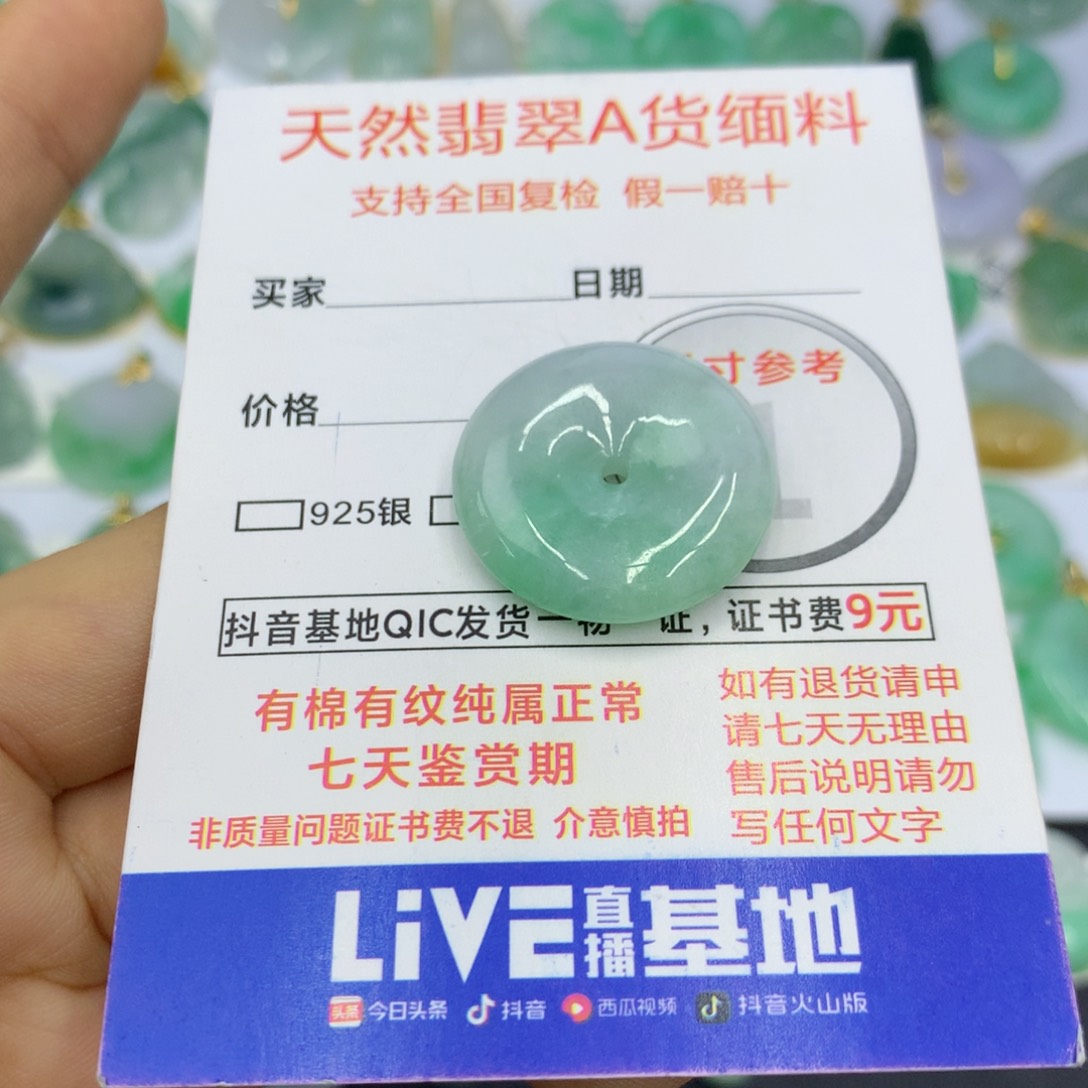 天然翡翠A货缅料
支持全国复检 假一赔十
买家 日期
寸参考
价格
925银
抖音基地QIC发货一物一证，证书费9元
有棉有纹纯属正常
七天鉴赏期
非质量问题证书费不退 介意慎拍
如有退货请申
请七天无理由
售后说明请勿
写任何文字
LiVE直播基地
头条 今日头条 抖音 西瓜视频 抖音火山版